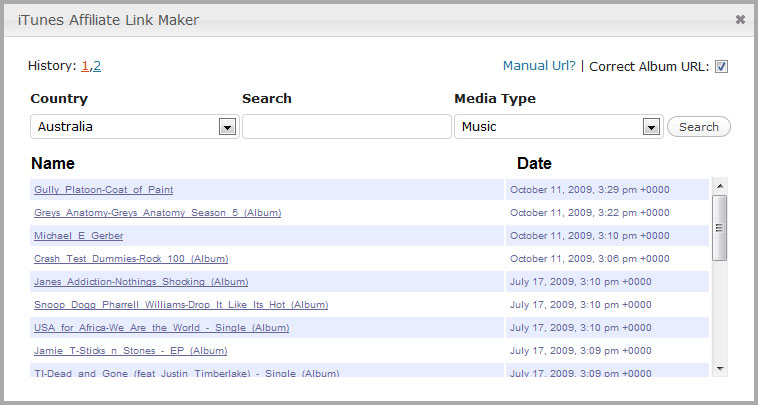 iTunes Affiliate Link Maker
History: 1,2 Manual Url? | Correct Album URL:
Country Search Media Type
Australia Music Search
Name Date
Gully_Platoon-Coat_of_Paint October 11, 2009, 3:29 pm +0000
Greys_Anatomy-Greys_Anatomy_Season_5_(Album) October 11, 2009, 3:22 pm +0000
Michael_E_Gerber October 11, 2009, 3:10 pm +0000
Crash_Test_Dummies-Rock_100_(Album) October 11, 2009, 3:06 pm +0000
Janes_Addiction-Nothings_Shocking_(Album) July 17, 2009, 3:10 pm +0000
Snoop_Dogg_Pharrell_Williams-Drop_It_Like_Its_Hot_(Album) July 17, 2009, 3:10 pm +0000
USA_for_Africa-We_Are_the_World_-_Single_(Album) July 17, 2009, 3:10 pm +0000
Jamie_T-Sticks_n_Stones_-_EP_(Album) July 17, 2009, 3:09 pm +0000
TI-Dead_and_Gone_(feat_Justin_Timberlake)_-_Single_(Album) July 17, 2009, 3:09 pm +0000